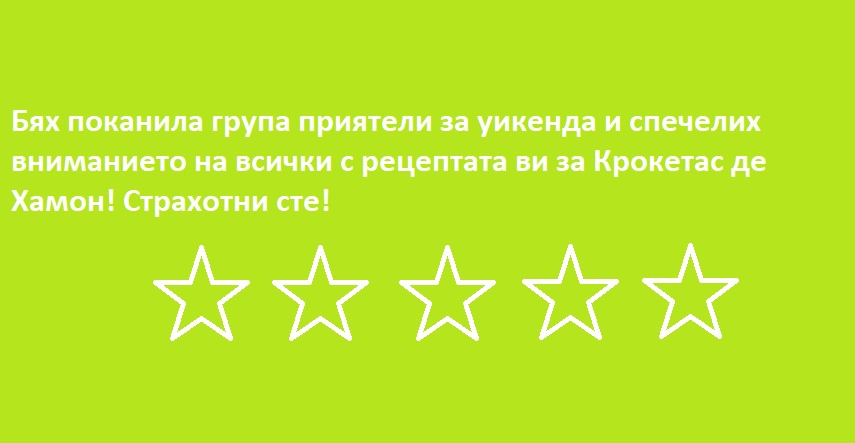 Бях поканила група приятели за уикенда и спечелих
вниманието на всички с рецептата ви за Крокетас де
Хамон! Страхотни сте!